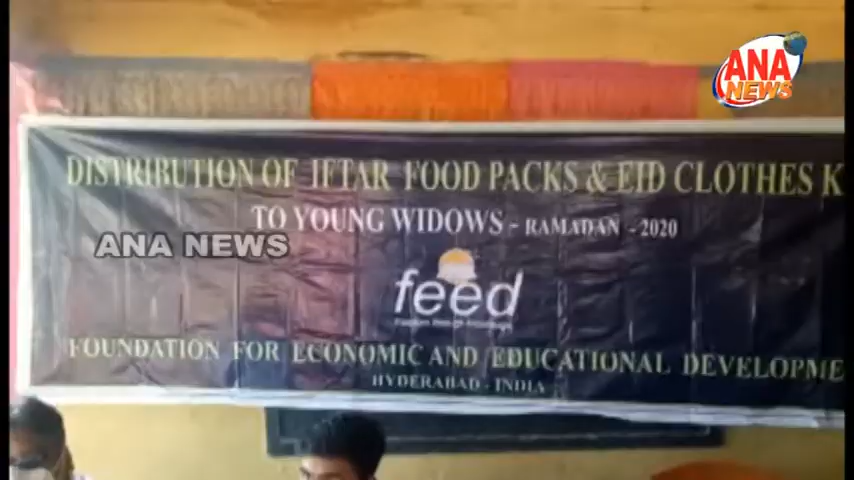 ANA
NEWS
DISTRIBUTION OF IFTAR FOOD PACKS & EID CLOTHES K
TO YOUNG WIDOWS - RAMADAN - 2020
ANA NEWS
feed
FOUNDATION FOR ECONOMIC AND EDUCATIONAL DEVELOPME
HYDERABAD - INDIA